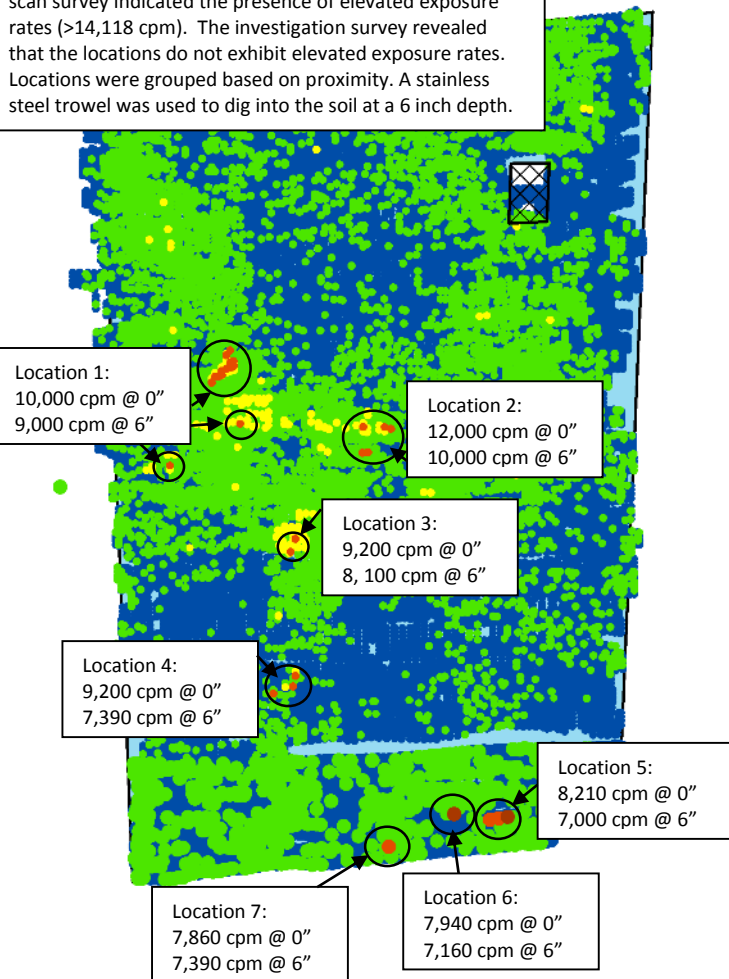 scan survey indicated the presence of elevated exposure
rates (>14,118 cpm). The investigation survey revealed
that the locations do not exhibit elevated exposure rates.
Locations were grouped based on proximity. A stainless
steel trowel was used to dig into the soil at a 6 inch depth.
Location 1:
10,000 cpm @ 0”
9,000 cpm @ 6”
Location 2:
12,000 cpm @ 0”
10,000 cpm @ 6”
Location 3:
9,200 cpm @ 0”
8, 100 cpm @ 6”
Location 4:
9,200 cpm @ 0”
7,390 cpm @ 6”
Location 5:
8,210 cpm @ 0”
7,000 cpm @ 6”
Location 6:
7,940 cpm @ 0”
7,160 cpm @ 6”
Location 7:
7,860 cpm @ 0”
7,390 cpm @ 6”